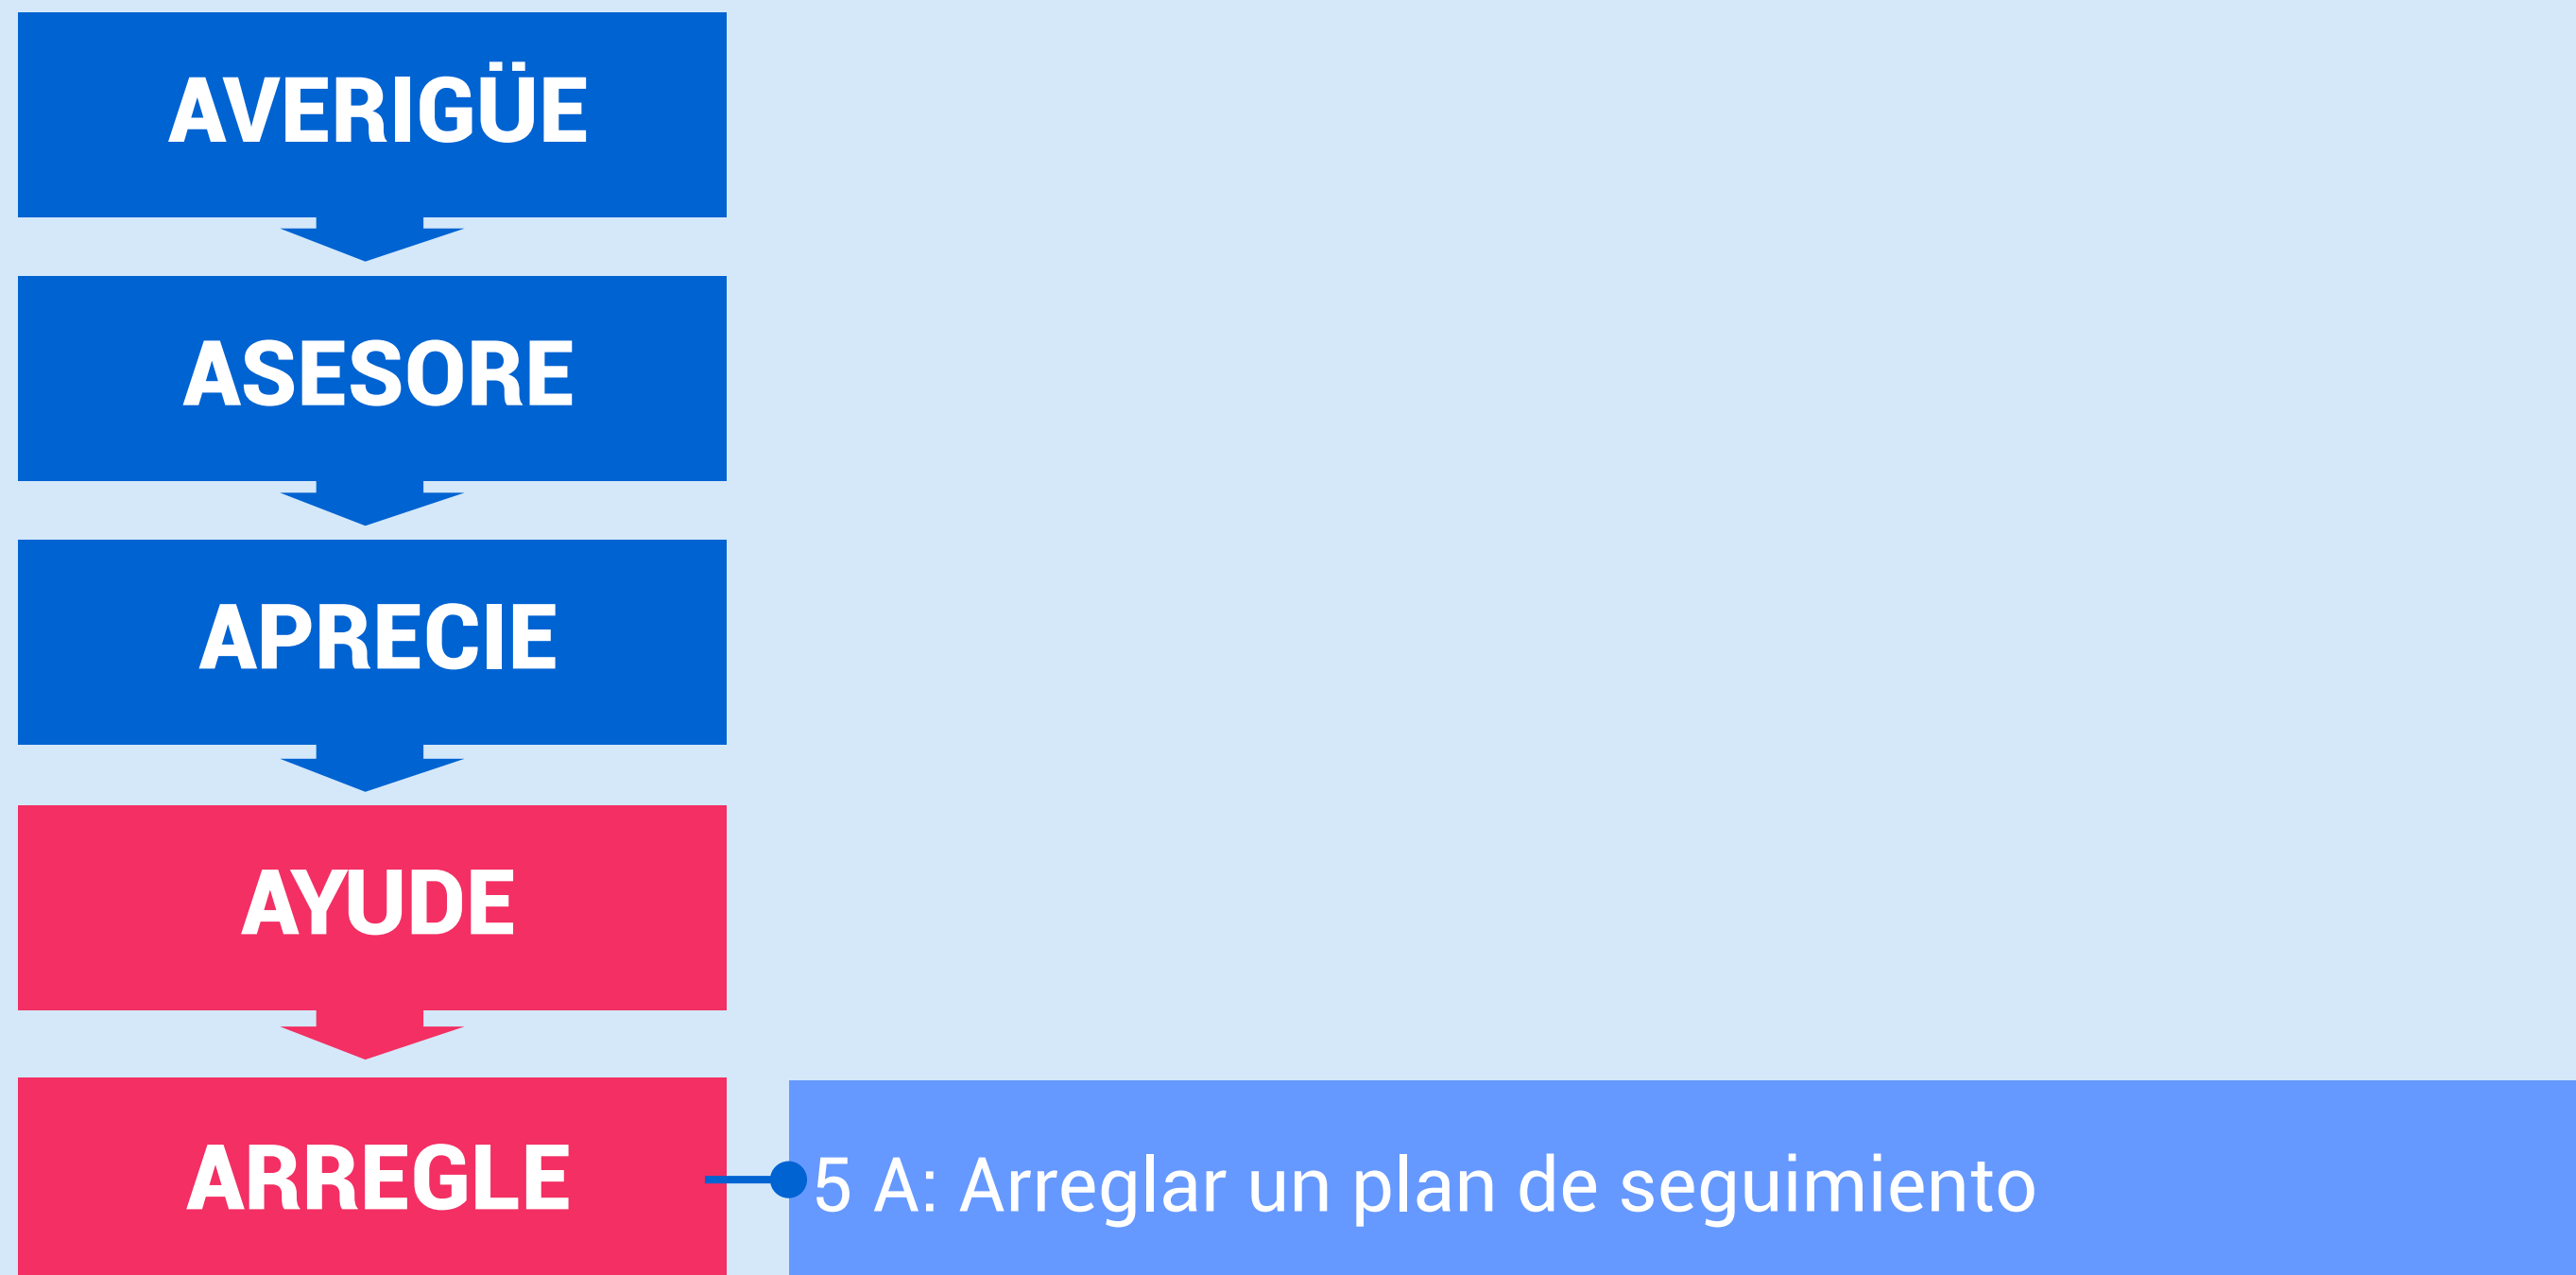 AVERIGÜE
ASESORE
APRECIE
AYUDE
ARREGLE
5 A: Arreglar un plan de seguimiento